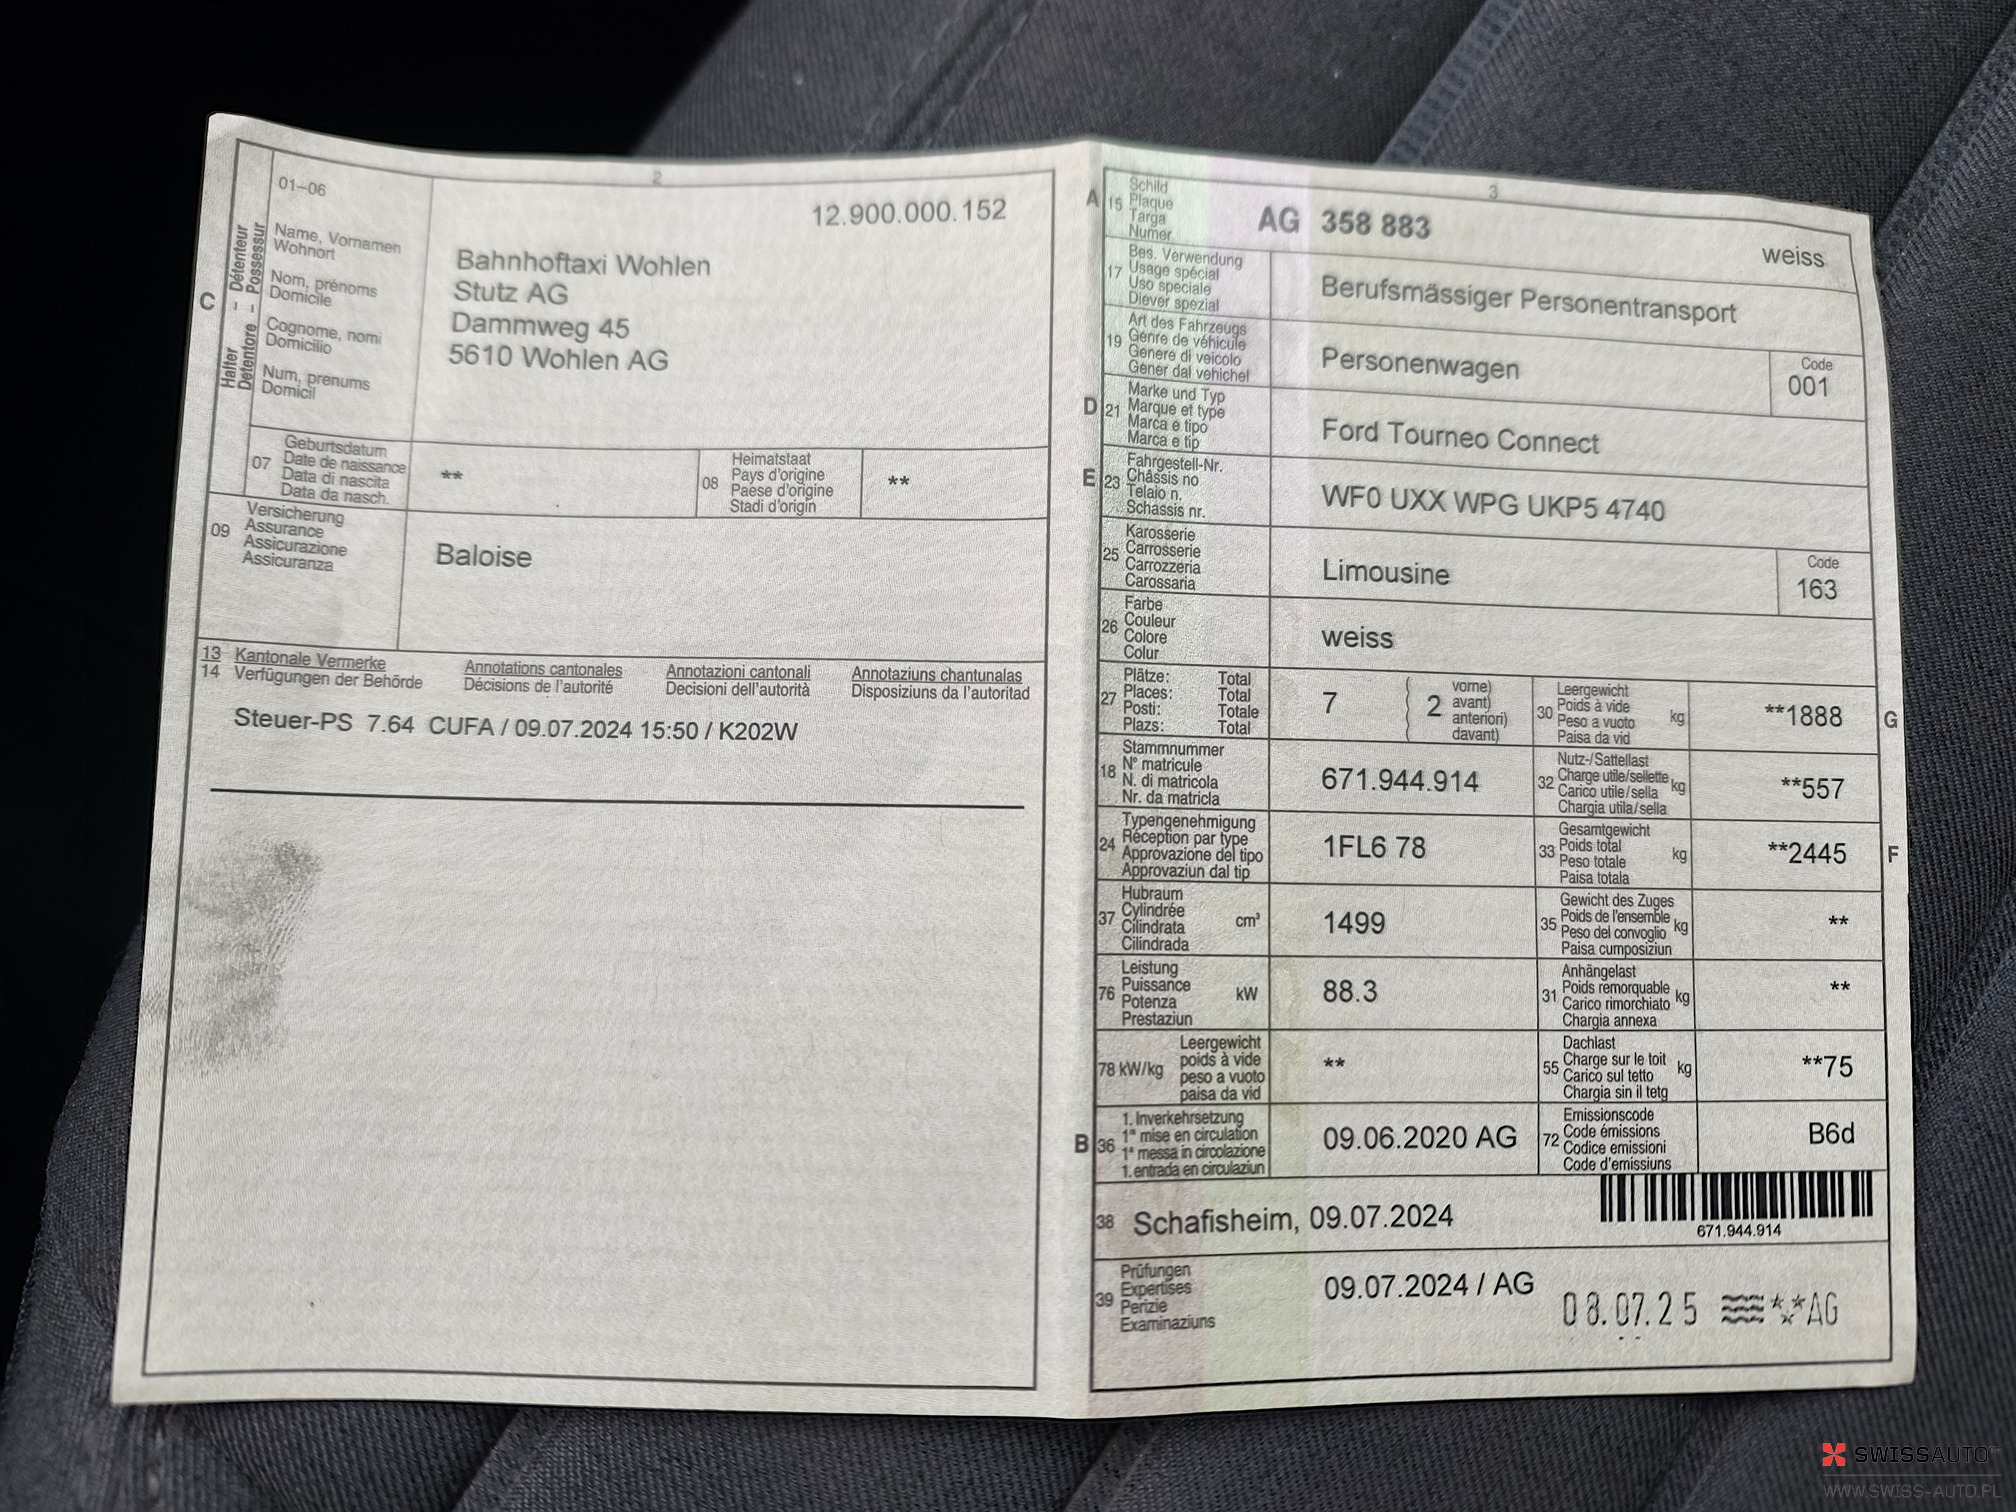 2
01–06
12.900.000.152
C
Halter – Détenteur
Detentore – Possessur
Name, Vornamen
Wohnort
Nom, prénoms
Domicile
Cognome, nomi
Domicilio
Num, prenums
Domicil
Bahnhoftaxi Wohlen
Stutz AG
Dammweg 45
5610 Wohlen AG
07
Geburtsdatum
Date de naissance
Data di nascita
Data da nasch.
**
08
Heimatstaat
Pays d'origine
Paese d'origine
Stadi d'origin
**
09
Versicherung
Assurance
Assicurazione
Assicuranza
Baloise
13 Kantonale Vermerke Annotations cantonales Annotazioni cantonali Annotaziuns chantunalas
14 Verfügungen der Behörde Décisions de l'autorité Decisioni dell'autorità Disposiziuns da l'autoritad
Steuer-PS 7.64 CUFA / 09.07.2024 15:50 / K202W
3
A
15
Schild
Plaque
Targa
Numer
AG 358 883
weiss
17
Bes. Verwendung
Usage spécial
Uso speciale
Diever spezial
Berufsmässiger Personentransport
19
Art des Fahrzeugs
Genre de véhicule
Genere di veicolo
Gener dal vehichel
Personenwagen
Code
001
D
21
Marke und Typ
Marque et type
Marca e tipo
Marca e tip
Ford Tourneo Connect
E
23
Fahrgestell-Nr.
Châssis no
Telaio n.
Schassis nr.
WF0 UXX WPG UKP5 4740
25
Karosserie
Carrosserie
Carrozzeria
Carossaria
Limousine
Code
163
26
Farbe
Couleur
Colore
Colur
weiss
27
Plätze: Total
Places: Total
Posti: Totale
Plazs: Total
7
2
vorne)
avant)
anteriori)
davant)
30
Leergewicht
Poids à vide
Peso a vuoto
Paisa da vid
kg
**1888
G
18
Stammnummer
N° matricule
N. di matricola
Nr. da matricla
671.944.914
32
Nutz-/Sattellast
Charge utile/sellette
Carico utile/sella
Chargia utila/sella
kg
**557
24
Typengenehmigung
Réception par type
Approvazione del tipo
Approvaziun dal tip
1FL6 78
33
Gesamtgewicht
Poids total
Peso totale
Paisa totala
kg
**2445
F
37
Hubraum
Cylindrée
Cilindrata
Cilindrada
cm³
1499
35
Gewicht des Zuges
Poids de l'ensemble
Peso del convoglio
Paisa cumposiziun
kg
**
76
Leistung
Puissance
Potenza
Prestaziun
kW
88.3
31
Anhängelast
Poids remorquable
Carico rimorchiato
Chargia annexa
kg
**
78 kW/kg
Leergewicht
poids à vide
peso a vuoto
paisa da vid
**
55
Dachlast
Charge sur le toit
Carico sul tetto
Chargia sin il tetg
kg
**75
B
36
1. Inverkehrsetzung
1re mise en circulation
1a messa in circolazione
1. entrada en circulaziun
09.06.2020 AG
72
Emissionscode
Code émissions
Codice emissioni
Code d'emissiuns
B6d
38
Schafisheim, 09.07.2024
671.944.914
39
Prüfungen
Expertises
Perizie
Examinaziuns
09.07.2024 / AG
08.07.25 AG
SWISSAUTO
WWW.SWISS-AUTO.PL